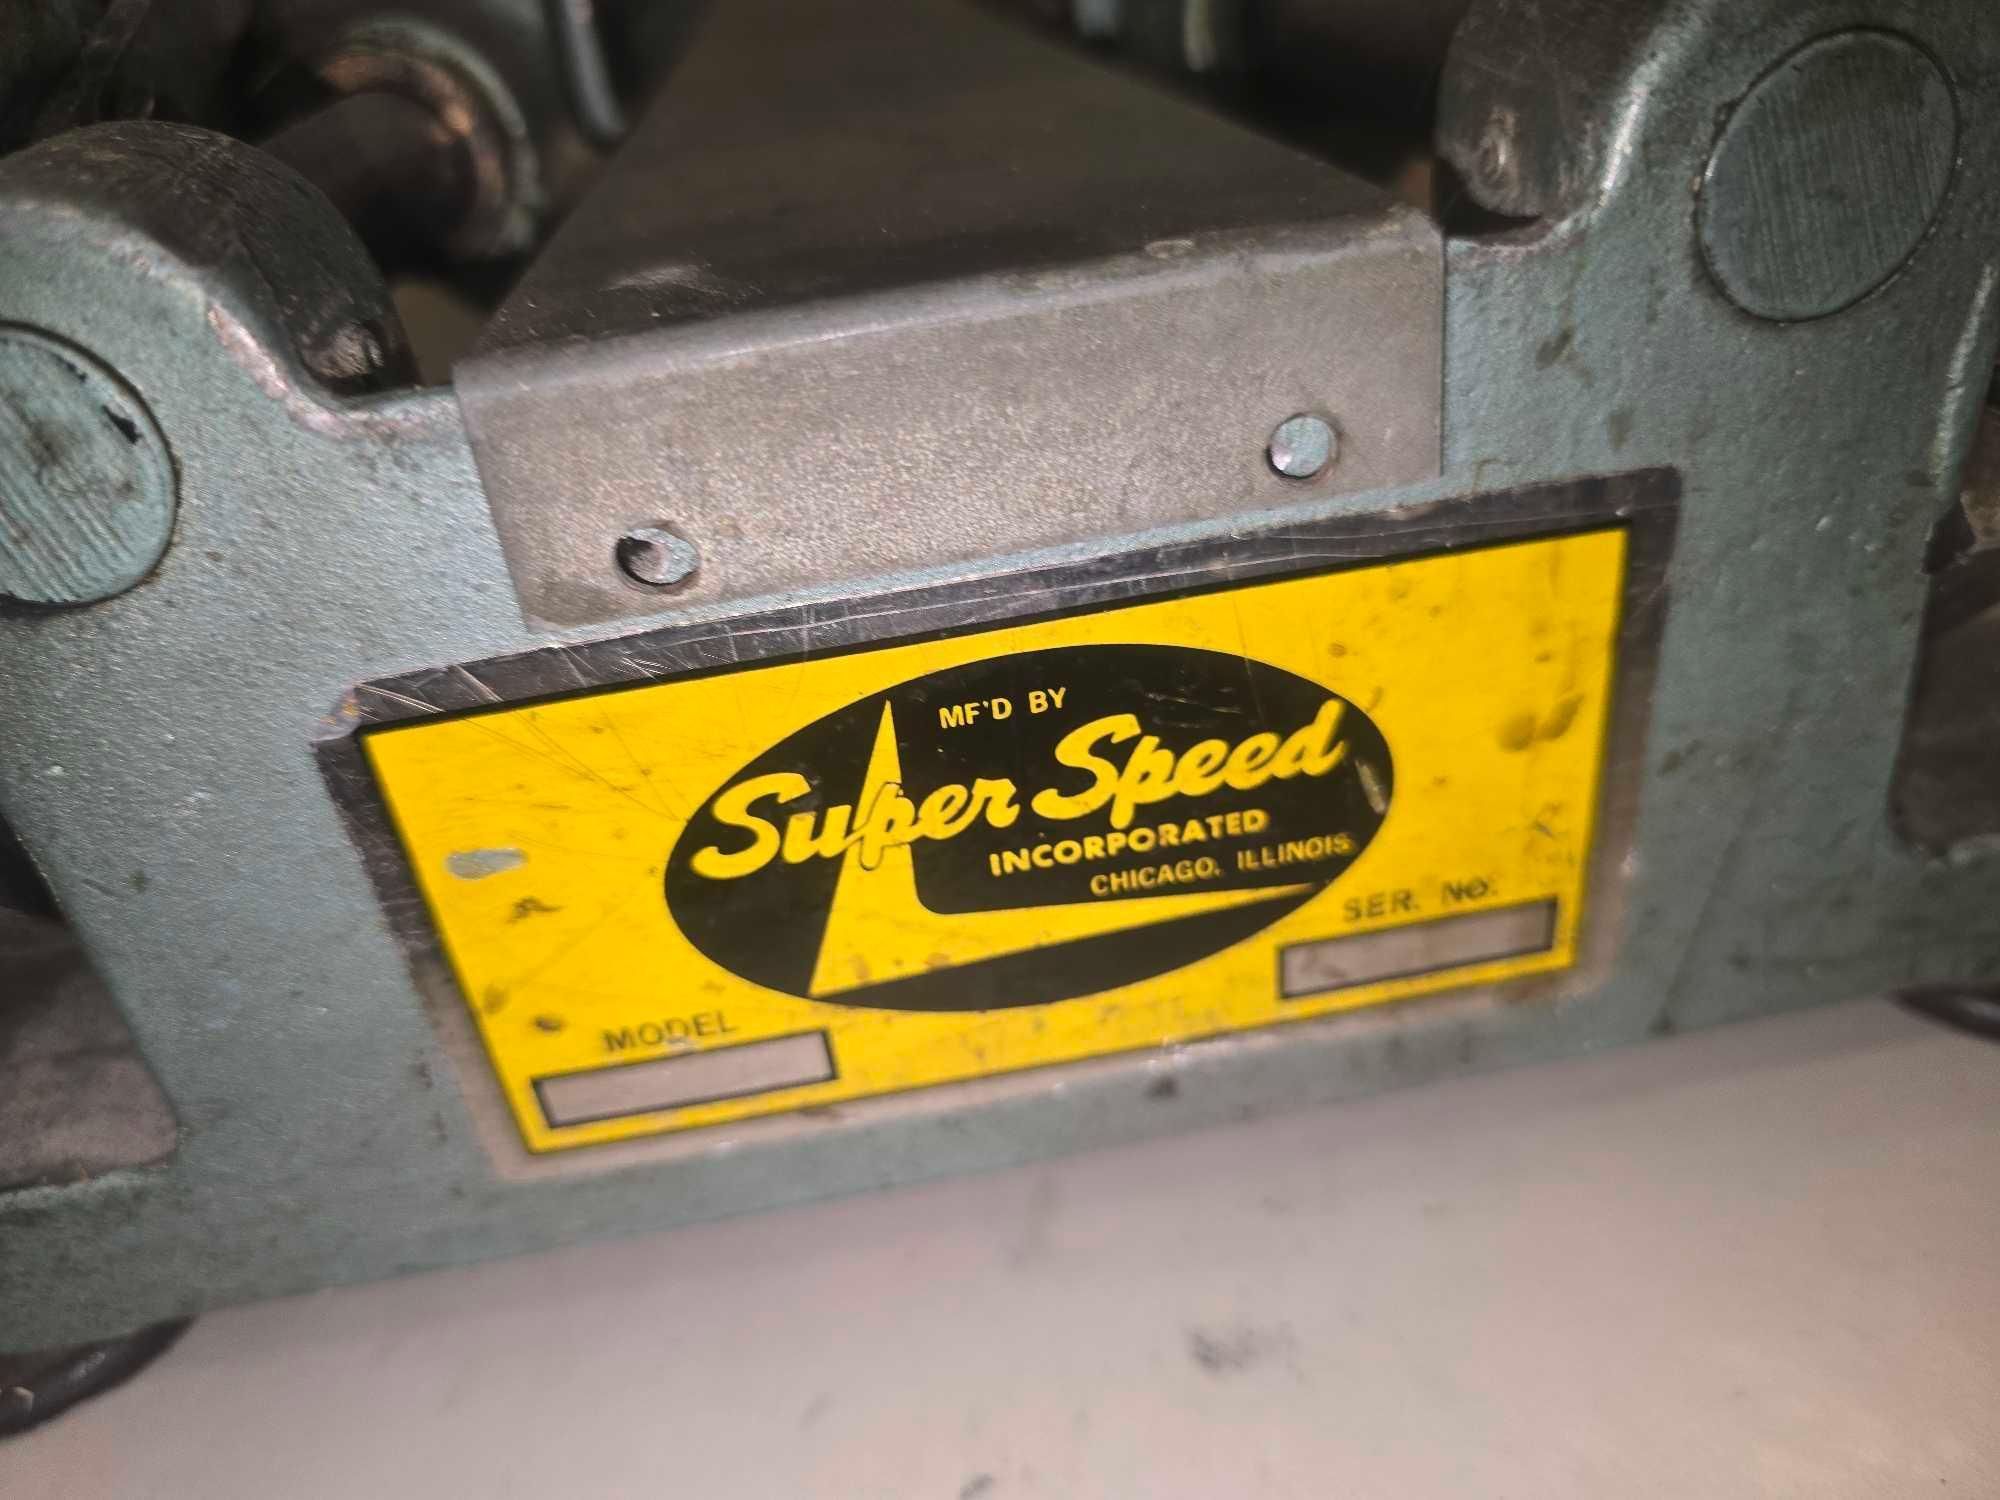 MF'D BY
Super Speed
INCORPORATED
CHICAGO, ILLINOIS
SER. NO.
MODEL